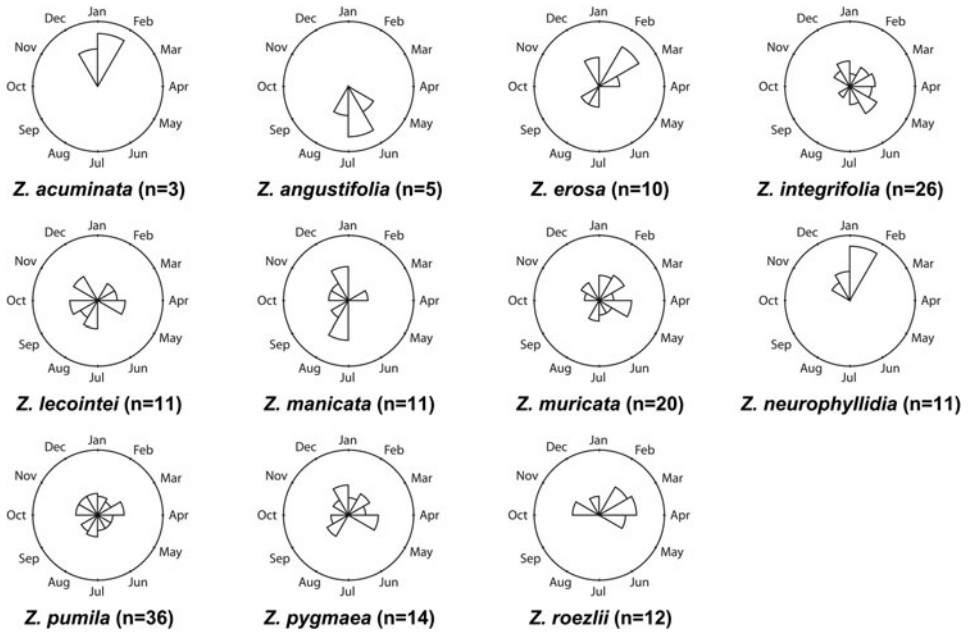 Jan
Dec Feb
Nov Mar
Oct Apr
Sep May
Aug Jun
Jul
Z. acuminata (n=3)
Jan
Dec Feb
Nov Mar
Oct Apr
Sep May
Aug Jun
Jul
Z. angustifolia (n=5)
Jan
Dec Feb
Nov Mar
Oct Apr
Sep May
Aug Jun
Jul
Z. erosa (n=10)
Jan
Dec Feb
Nov Mar
Oct Apr
Sep May
Aug Jun
Jul
Z. integrifolia (n=26)
Jan
Dec Feb
Nov Mar
Oct Apr
Sep May
Aug Jun
Jul
Z. lecointei (n=11)
Jan
Dec Feb
Nov Mar
Oct Apr
Sep May
Aug Jun
Jul
Z. manicata (n=11)
Jan
Dec Feb
Nov Mar
Oct Apr
Sep May
Aug Jun
Jul
Z. muricata (n=20)
Jan
Dec Feb
Nov Mar
Oct Apr
Sep May
Aug Jun
Jul
Z. neurophyllidia (n=11)
Jan
Dec Feb
Nov Mar
Oct Apr
Sep May
Aug Jun
Jul
Z. pumila (n=36)
Jan
Dec Feb
Nov Mar
Oct Apr
Sep May
Aug Jun
Jul
Z. pygmaea (n=14)
Jan
Dec Feb
Nov Mar
Oct Apr
Sep May
Aug Jun
Jul
Z. roezlii (n=12)